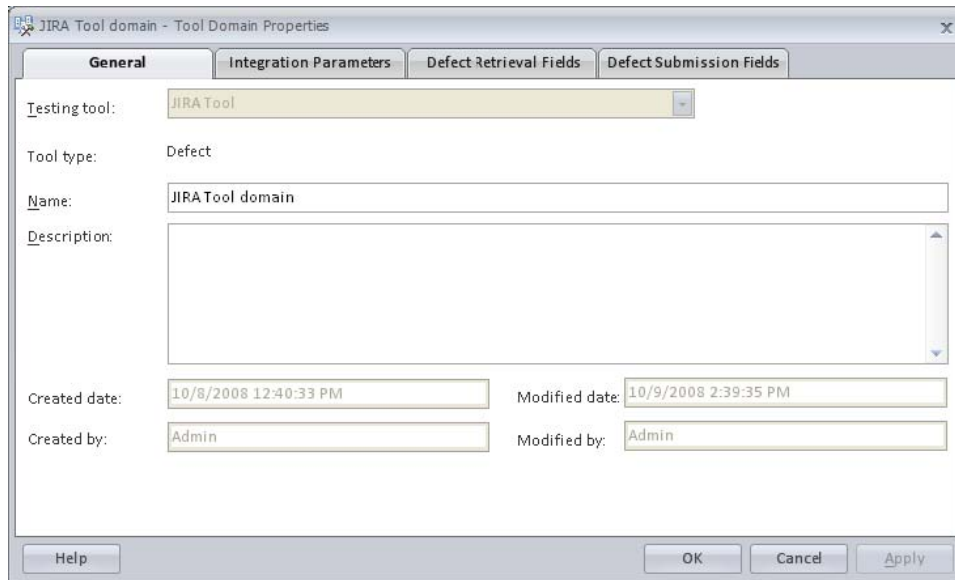 JIRA Tool domain - Tool Domain Properties
General Integration Parameters Defect Retrieval Fields Defect Submission Fields
Testing tool: JIRA Tool
Tool type: Defect
Name: JIRA Tool domain
Description:
Created date: 10/8/2008 12:40:33 PM Modified date: 10/9/2008 2:39:35 PM
Created by: Admin Modified by: Admin
Help OK Cancel Apply